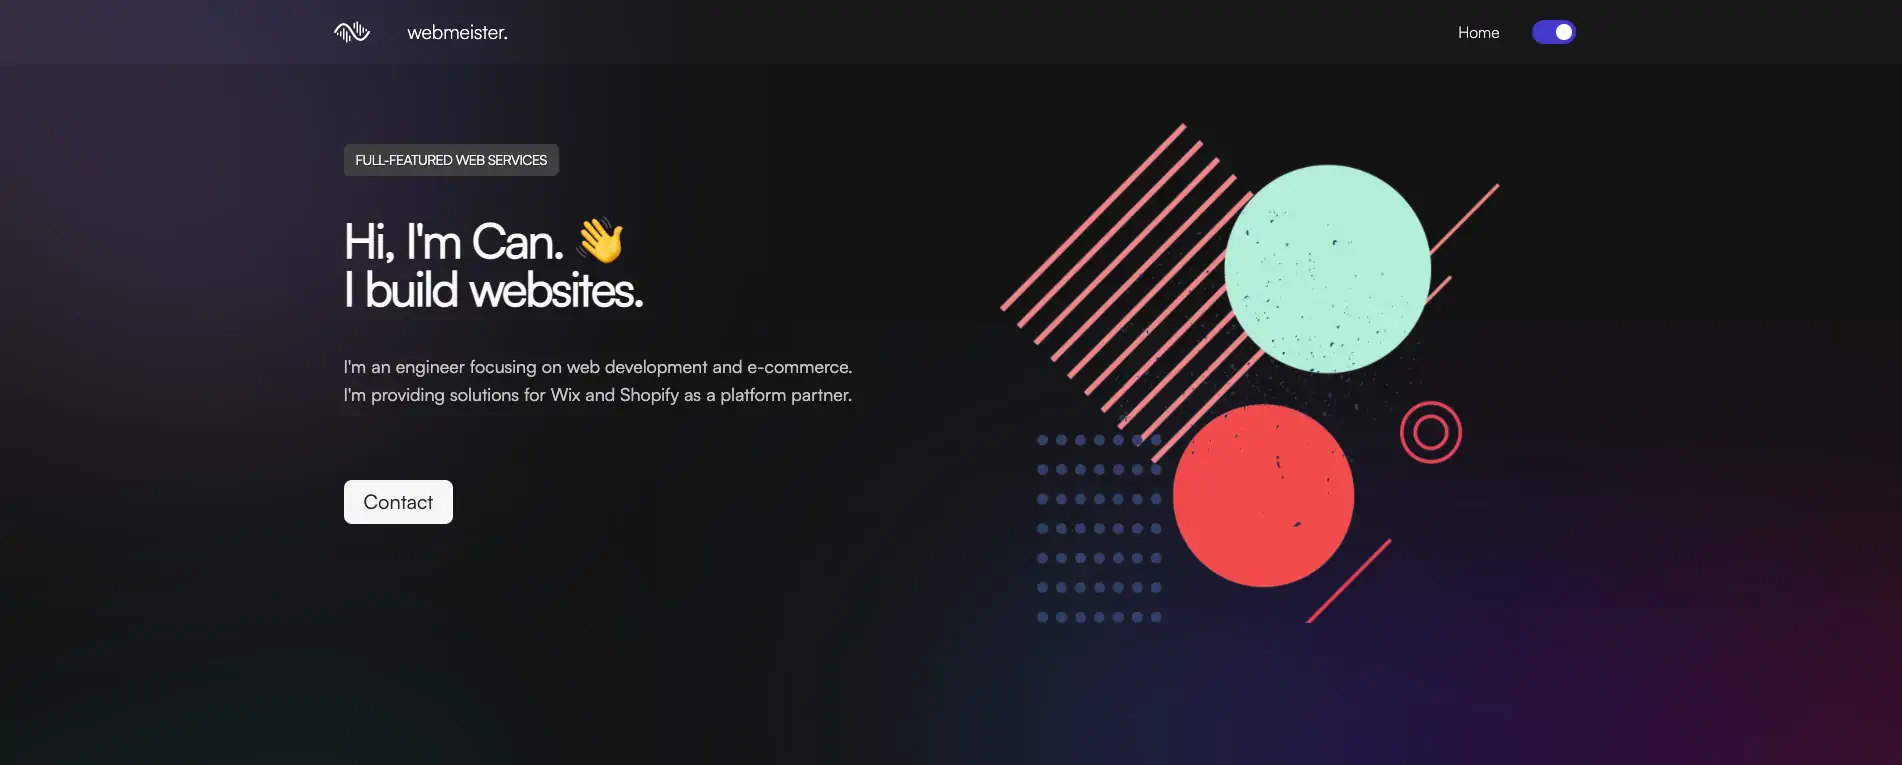 webmeister.
Home
FULL-FEATURED WEB SERVICES
Hi, I'm Can. 👋
I build websites.
I'm an engineer focusing on web development and e-commerce.
I'm providing solutions for Wix and Shopify as a platform partner.
Contact